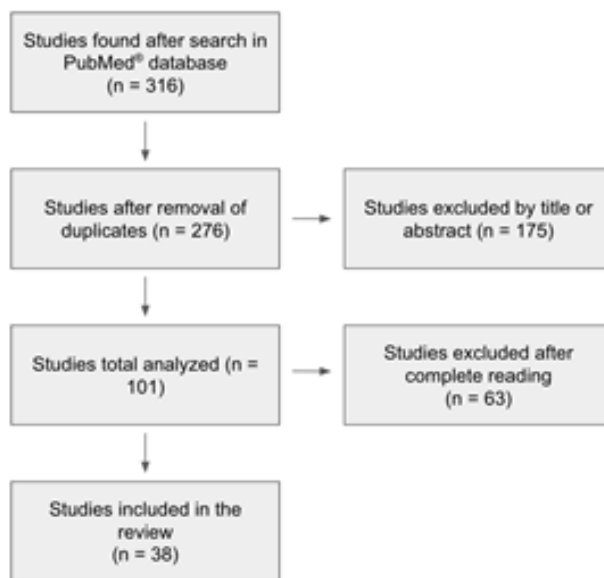 Studies found after search in
PubMed® database
(n = 316)
Studies after removal of
duplicates (n = 276)
Studies excluded by title or
abstract (n = 175)
Studies total analyzed (n =
101)
Studies excluded after
complete reading
(n = 63)
Studies included in the
review
(n = 38)